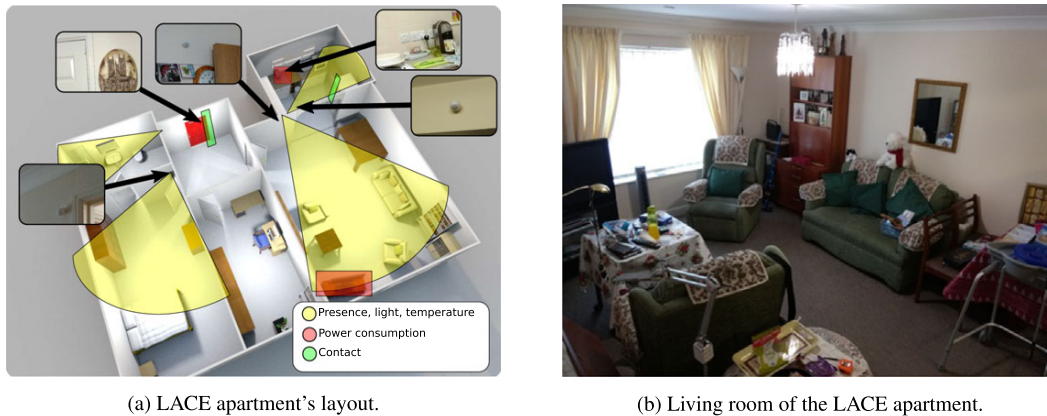 Presence, light, temperature
Power consumption
Contact
(a) LACE apartment's layout.
(b) Living room of the LACE apartment.